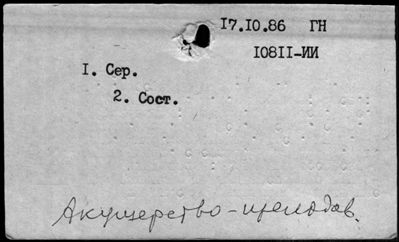 17.10.86 ГН
10811-ИИ
1. Сер.
2. Сост.
Акушерство - преподав.